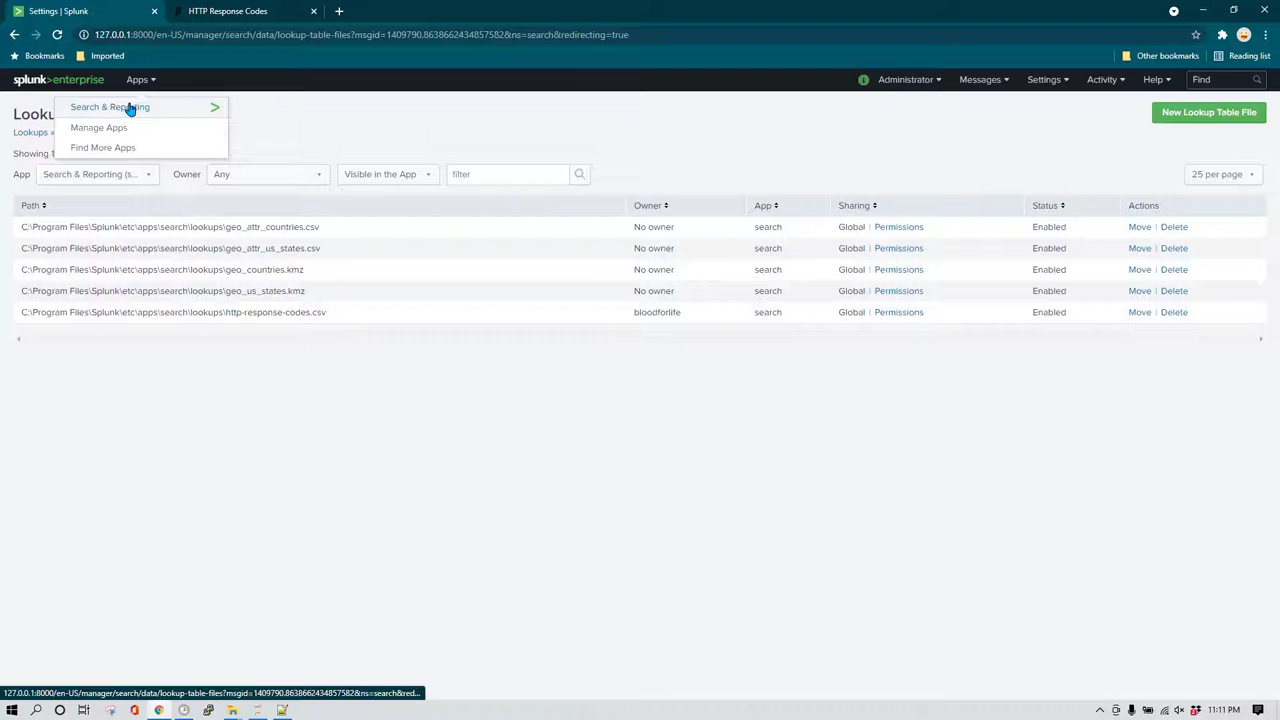 Settings | Splunk
HTTP Response Codes
127.0.0.1:8000/en-US/manager/search/data/lookup-table-files?msgid=1409790.8638662434857582&ns=search&redirecting=true
Bookmarks
Imported
Other bookmarks
Reading list
splunk>enterprise
Apps
Administrator
Messages
Settings
Activity
Help
Find
Search & Reporting
>
Manage Apps
Find More Apps
New Lookup Table File
Lookups »
App
Search & Reporting (s...
Owner
Any
Visible in the App
filter
25 per page
Path Owner App Sharing Status Actions
C:\Program Files\Splunk\etc\apps\search\lookups\geo_attr_countries.csv No owner search Global | Permissions Enabled Move | Delete
C:\Program Files\Splunk\etc\apps\search\lookups\geo_attr_us_states.csv No owner search Global | Permissions Enabled Move | Delete
C:\Program Files\Splunk\etc\apps\search\lookups\geo_countries.kmz No owner search Global | Permissions Enabled Move | Delete
C:\Program Files\Splunk\etc\apps\search\lookups\geo_us_states.kmz No owner search Global | Permissions Enabled Move | Delete
C:\Program Files\Splunk\etc\apps\search\lookups\http-response-codes.csv bloodforlife search Global | Permissions Enabled Move | Delete
127.0.0.1:8000/en-US/manager/search/data/lookup-table-files?msgid=1409790.8638662434857582&ns=search&red...
11:11 PM